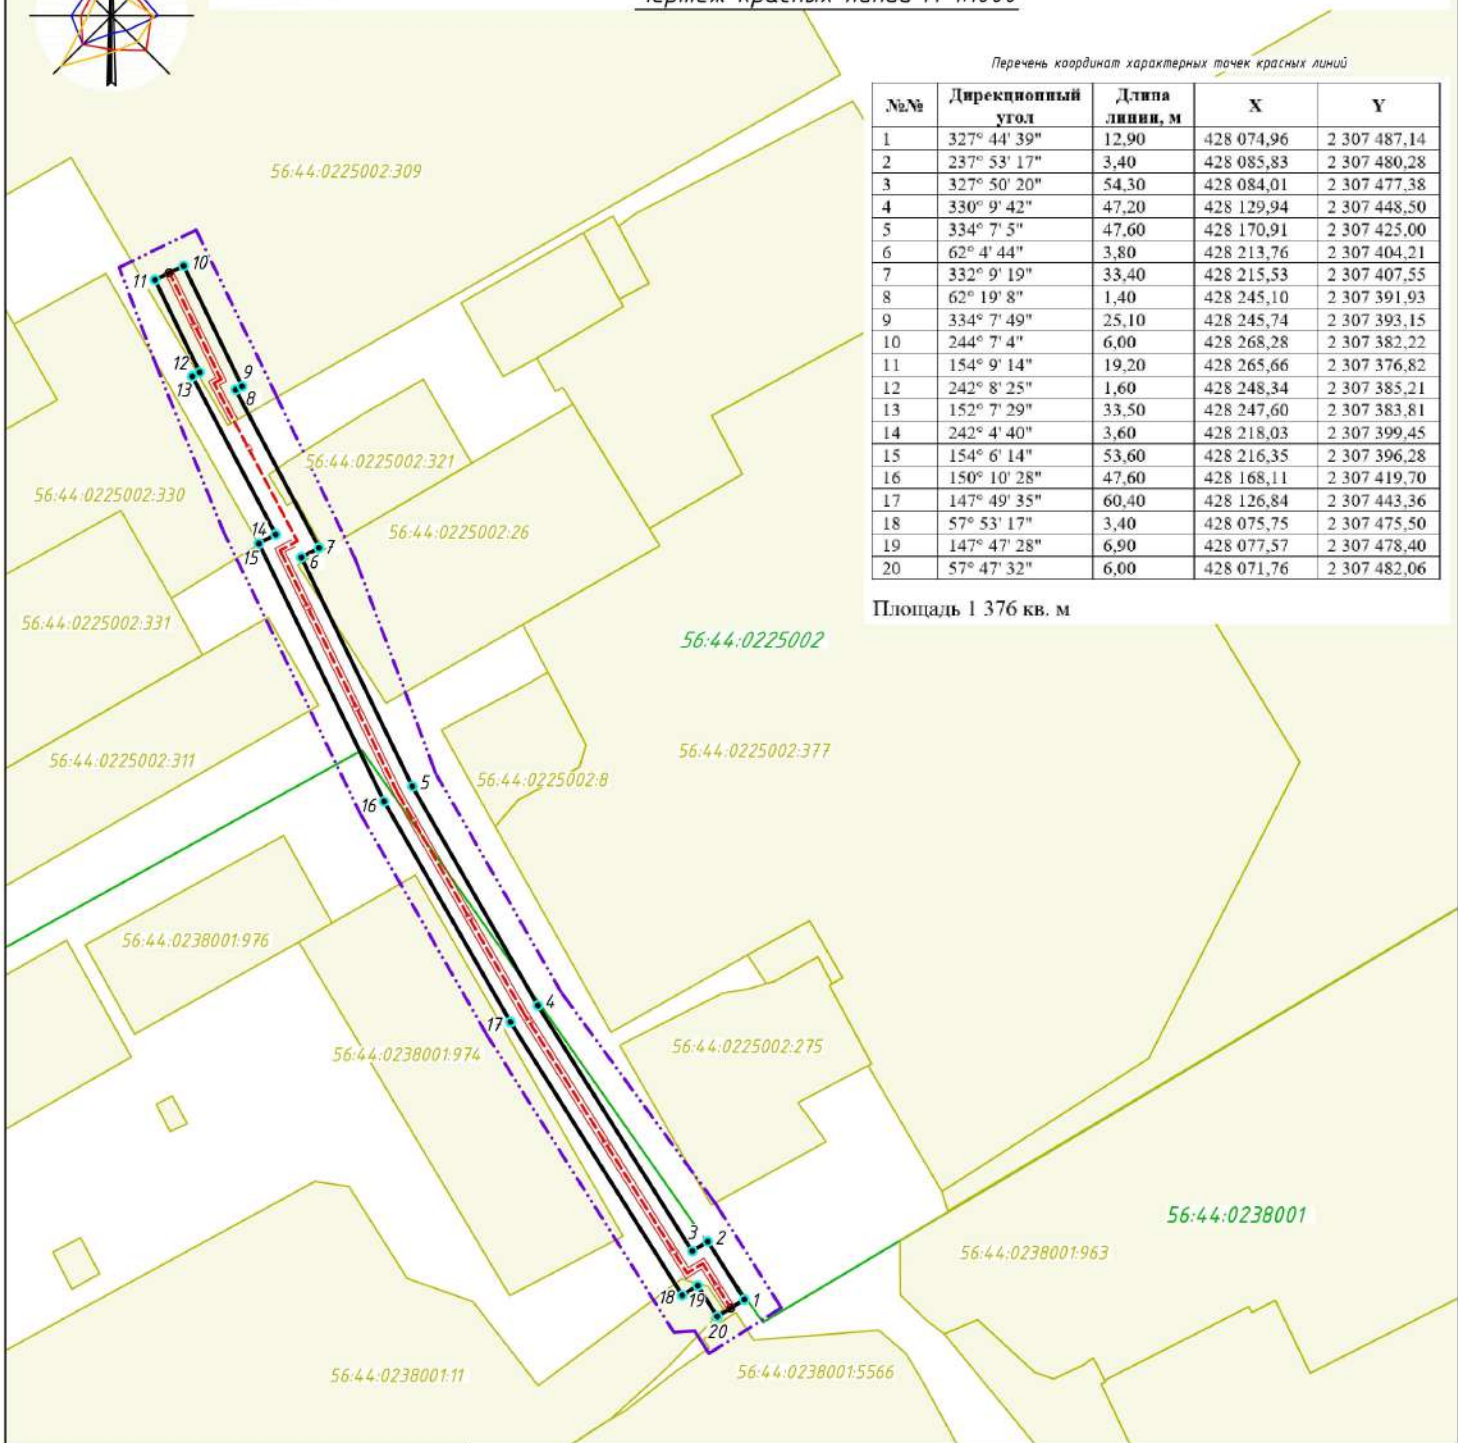 Чертеж красных линий М 1:1000
Перечень координат характерных точек красных линий
№№ Дирекционный угол Длина линии, м X Y
1 327° 44' 39" 12,90 428 074,96 2 307 487,14
2 237° 53' 17" 3,40 428 085,83 2 307 480,28
3 327° 50' 20" 54,30 428 084,01 2 307 477,38
4 330° 9' 42" 47,20 428 129,94 2 307 448,50
5 334° 7' 5" 47,60 428 170,91 2 307 425,00
6 62° 4' 44" 3,80 428 213,76 2 307 404,21
7 332° 9' 19" 33,40 428 215,53 2 307 407,55
8 62° 19' 8" 1,40 428 245,10 2 307 391,93
9 334° 7' 49" 25,10 428 245,74 2 307 393,15
10 244° 7' 4" 6,00 428 268,28 2 307 382,22
11 154° 9' 14" 19,20 428 265,66 2 307 376,82
12 242° 8' 25" 1,60 428 248,34 2 307 385,21
13 152° 7' 29" 33,50 428 247,60 2 307 383,81
14 242° 4' 40" 3,60 428 218,03 2 307 399,45
15 154° 6' 14" 53,60 428 216,35 2 307 396,28
16 150° 10' 28" 47,60 428 168,11 2 307 419,70
17 147° 49' 35" 60,40 428 126,84 2 307 443,36
18 57° 53' 17" 3,40 428 075,75 2 307 475,50
19 147° 47' 28" 6,90 428 077,57 2 307 478,40
20 57° 47' 32" 6,00 428 071,76 2 307 482,06
Площадь 1 376 кв. м
56:44:0225002:309
10
11
12
9
13
8
56:44:0225002:321
56:44:0225002:330
56:44:0225002:26
14
15
7
6
56:44:0225002:331
56:44:0225002
56:44:0225002:311
56:44:0225002:377
56:44:0225002:8
5
16
56:44:0238001:976
4
17
56:44:0238001:974
56:44:0225002:275
56:44:0238001
3
2
56:44:0238001:963
18
19
1
20
56:44:0238001:11
56:44:0238001:5566